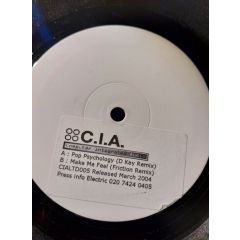 C.I.A.
A : Pop Psychology (D Kay Remix)
B : Make Me Feel (Friction Remix)
CIALTD005 Released March 2004
Press info Electric 020 7424 0405